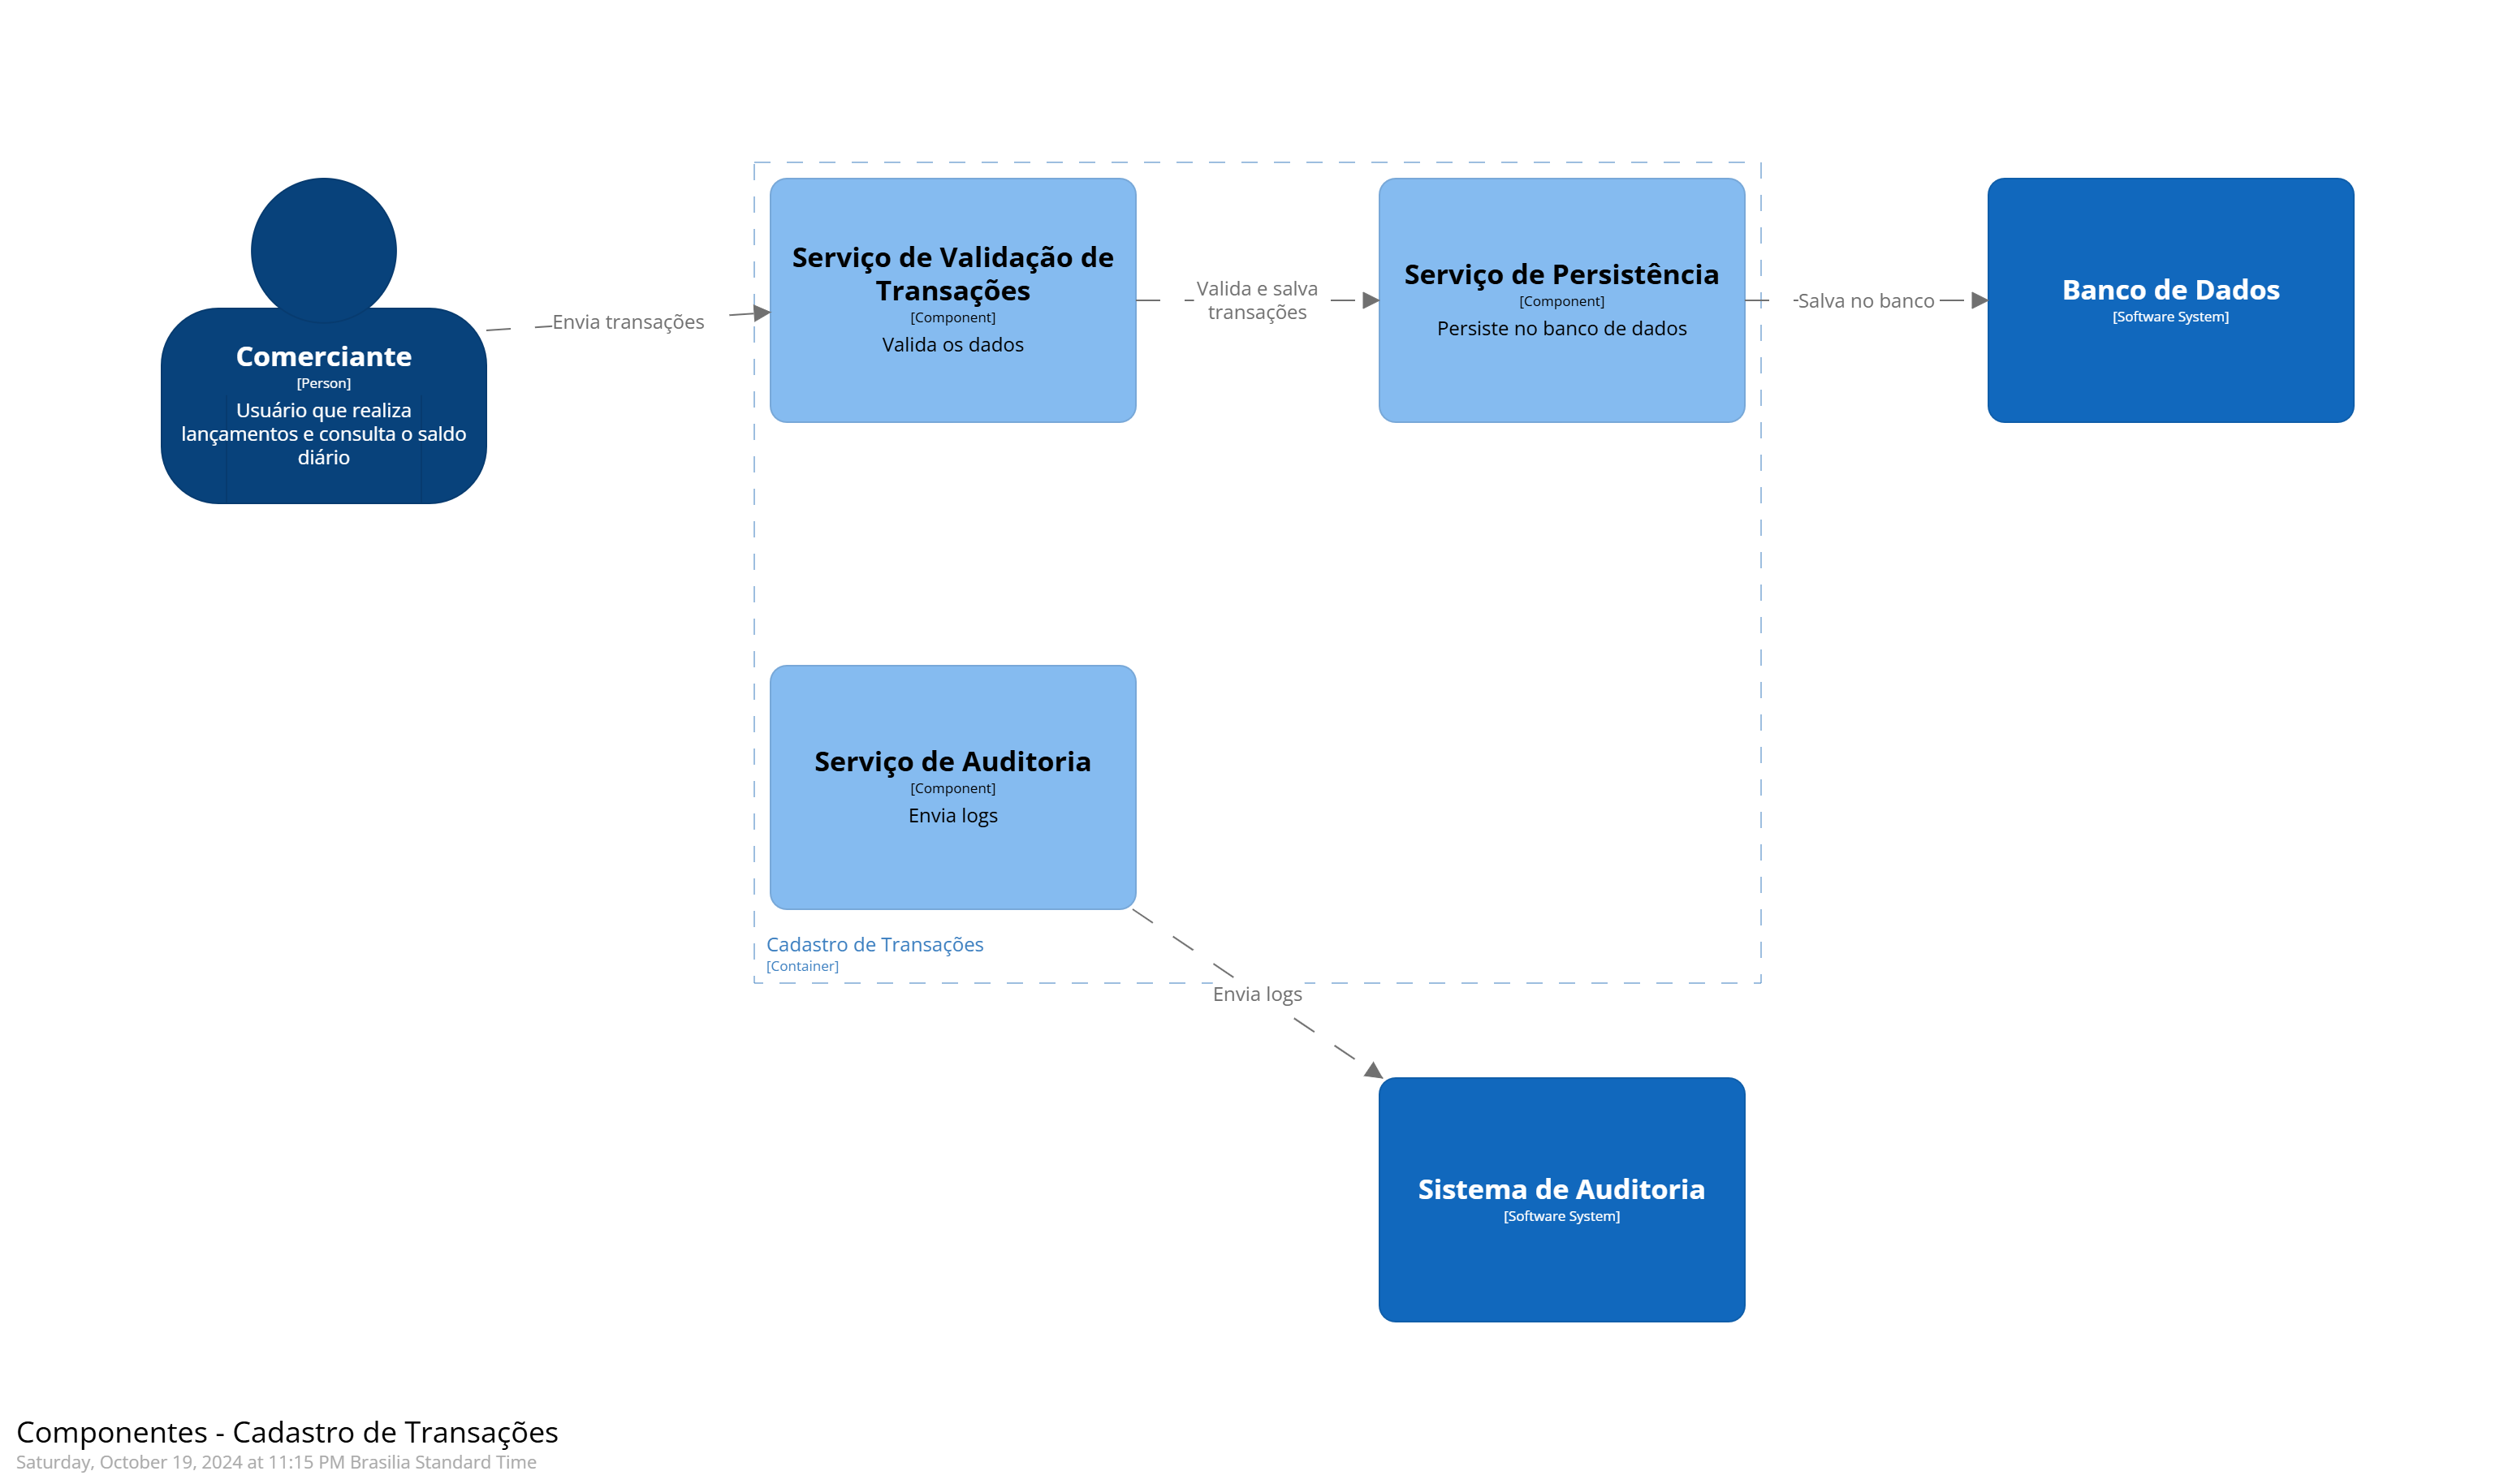 Comerciante
[Person]
Usuário que realiza
lançamentos e consulta o saldo
diário
Envia transações
Serviço de Validação de
Transações
[Component]
Valida os dados
Valida e salva
transações
Serviço de Persistência
[Component]
Persiste no banco de dados
Salva no banco
Banco de Dados
[Software System]
Serviço de Auditoria
[Component]
Envia logs
Cadastro de Transações
[Container]
Envia logs
Sistema de Auditoria
[Software System]
Componentes - Cadastro de Transações
Saturday, October 19, 2024 at 11:15 PM Brasilia Standard Time